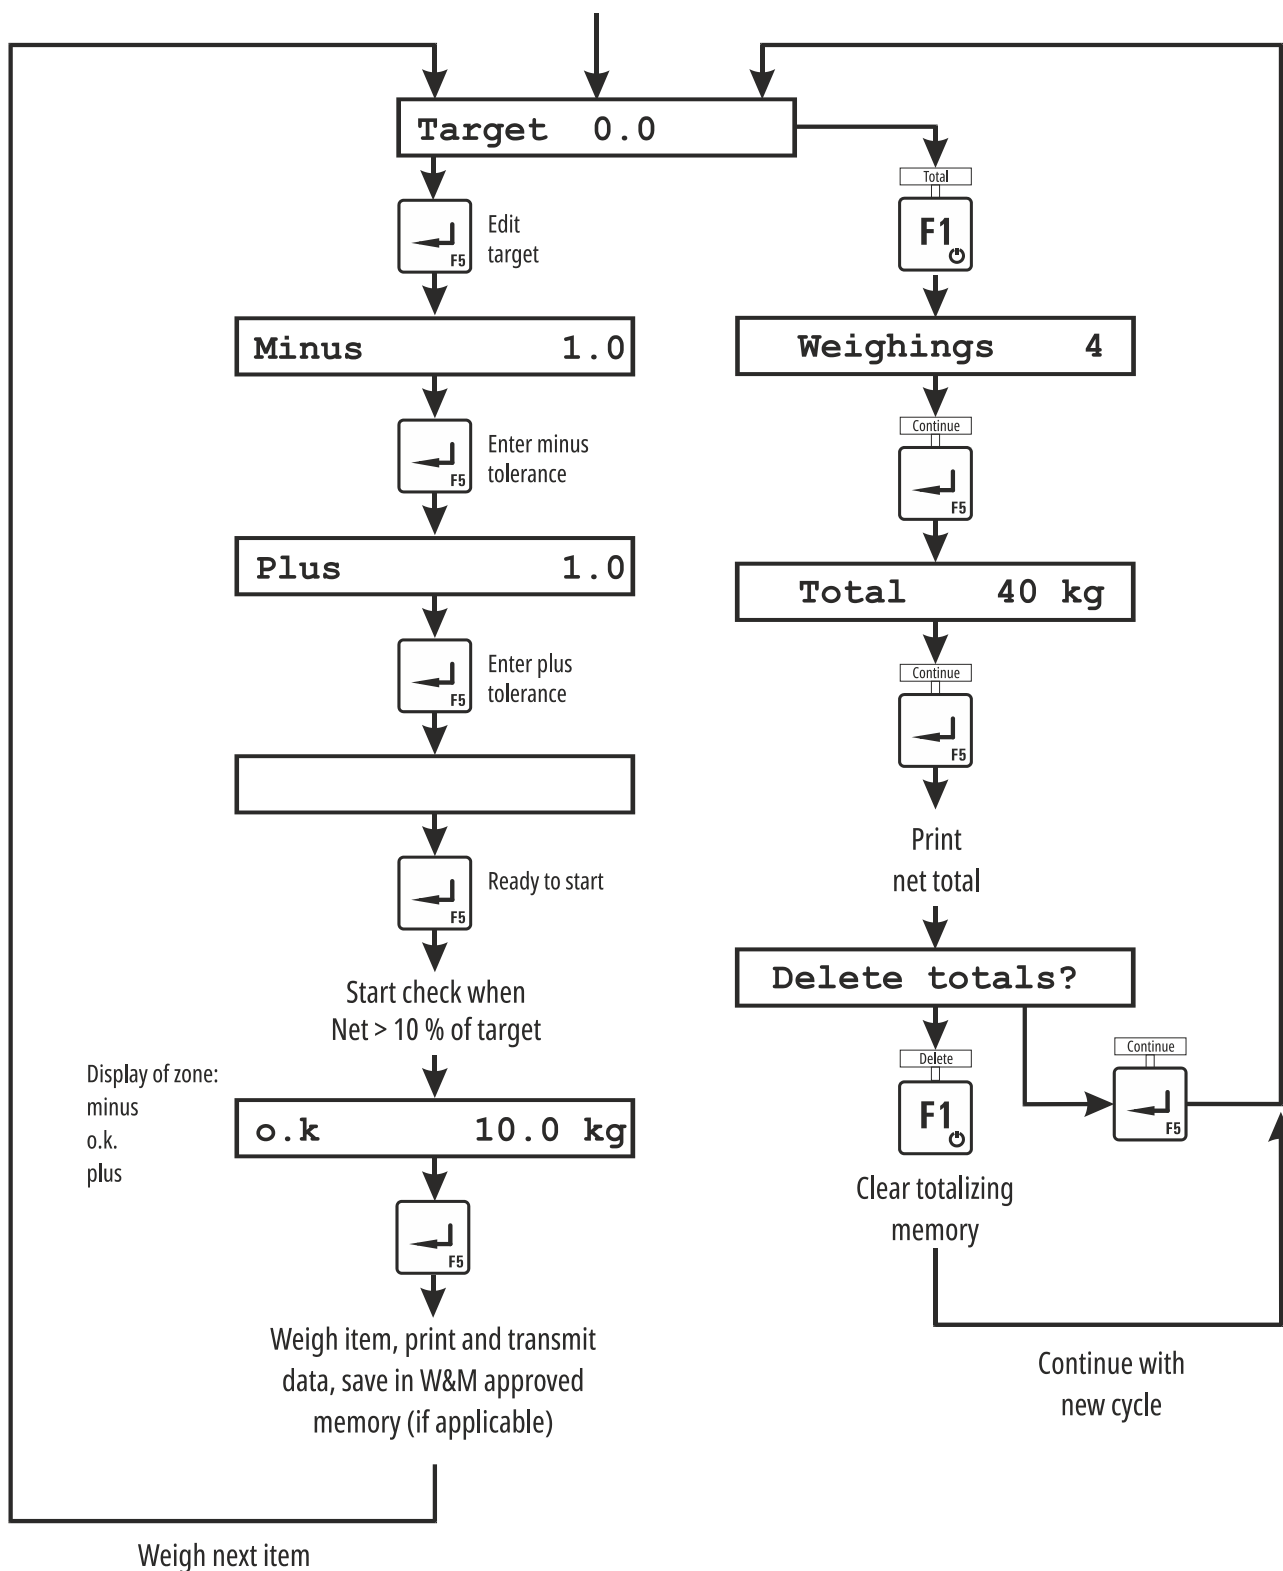 Target 0.0
Edit
target
F5
Minus 1.0
Enter minus
tolerance
F5
Plus 1.0
Enter plus
tolerance
F5
Ready to start
F5
Start check when
Net > 10 % of target
Display of zone:
minus
o.k.
plus
o.k 10.0 kg
F5
Weigh item, print and transmit
data, save in W&M approved
memory (if applicable)
Weigh next item
Total
F1
Weighings 4
Continue
F5
Total 40 kg
Continue
F5
Print
net total
Delete totals?
Delete
F1
Continue
F5
Clear totalizing
memory
Continue with
new cycle